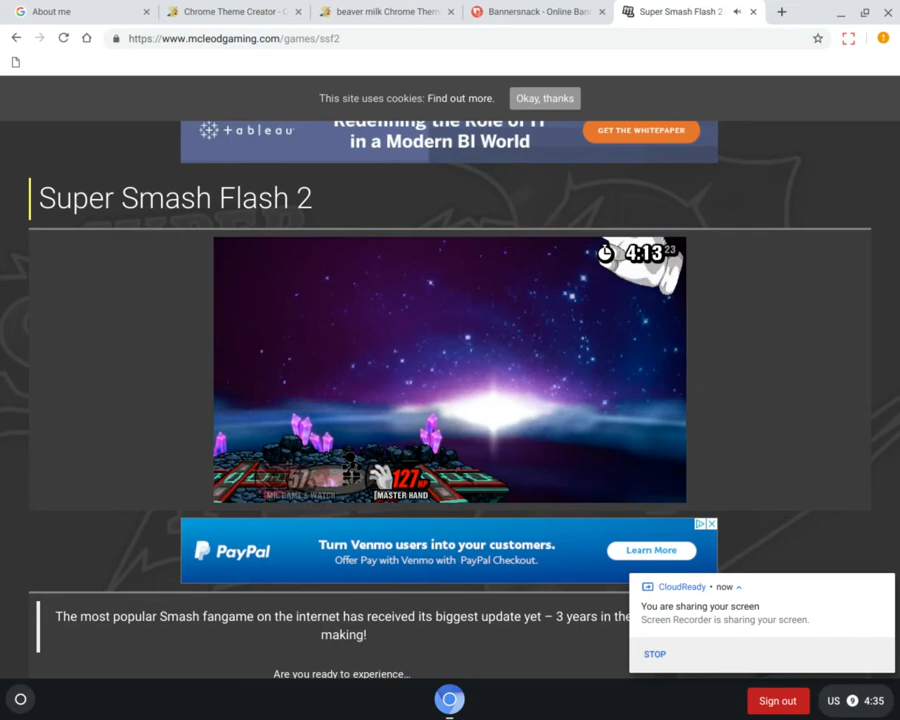 About me
Chrome Theme Creator - C
beaver milk Chrome Them
Bannersnack - Online Ban
Super Smash Flash 2
https://www.mcleodgaming.com/games/ssf2
This site uses cookies: Find out more.
Okay, thanks
+ a b l e a u
Redefining the Role of IT
in a Modern BI World
GET THE WHITEPAPER
Super Smash Flash 2
4:13 23
57
MR. GAME & WATCH
127 HP
MASTER HAND
PayPal
Turn Venmo users into your customers.
Offer Pay with Venmo with PayPal Checkout.
Learn More
The most popular Smash fangame on the internet has received its biggest update yet – 3 years in the
making!
Are you ready to experience…
CloudReady • now
You are sharing your screen
Screen Recorder is sharing your screen.
STOP
Sign out
US 9 4:35